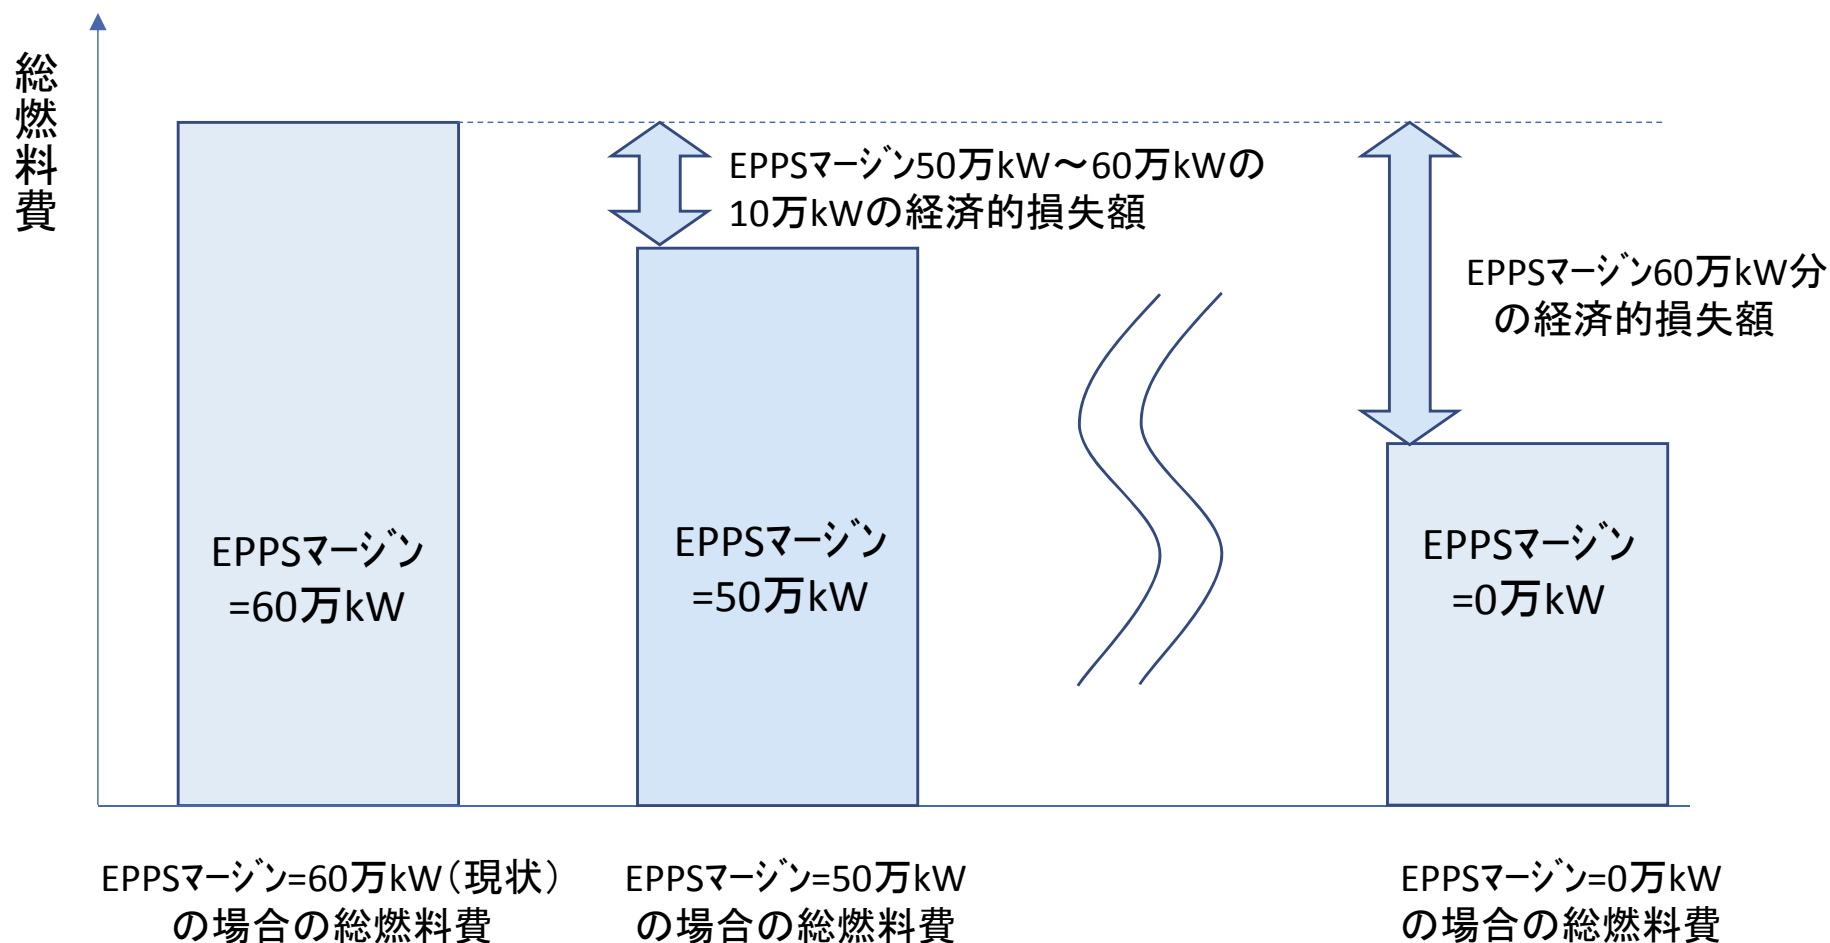 総燃料費
EPPSﾏｰｼﾞﾝ50万kW～60万kWの
10万kWの経済的損失額
EPPSﾏｰｼﾞﾝ60万kW分
の経済的損失額
EPPSﾏｰｼﾞﾝ
=60万kW
EPPSﾏｰｼﾞﾝ
=50万kW
EPPSﾏｰｼﾞﾝ
=0万kW
EPPSﾏｰｼﾞﾝ=60万kW（現状）
の場合の総燃料費
EPPSﾏｰｼﾞﾝ=50万kW
の場合の総燃料費
EPPSﾏｰｼﾞﾝ=0万kW
の場合の総燃料費